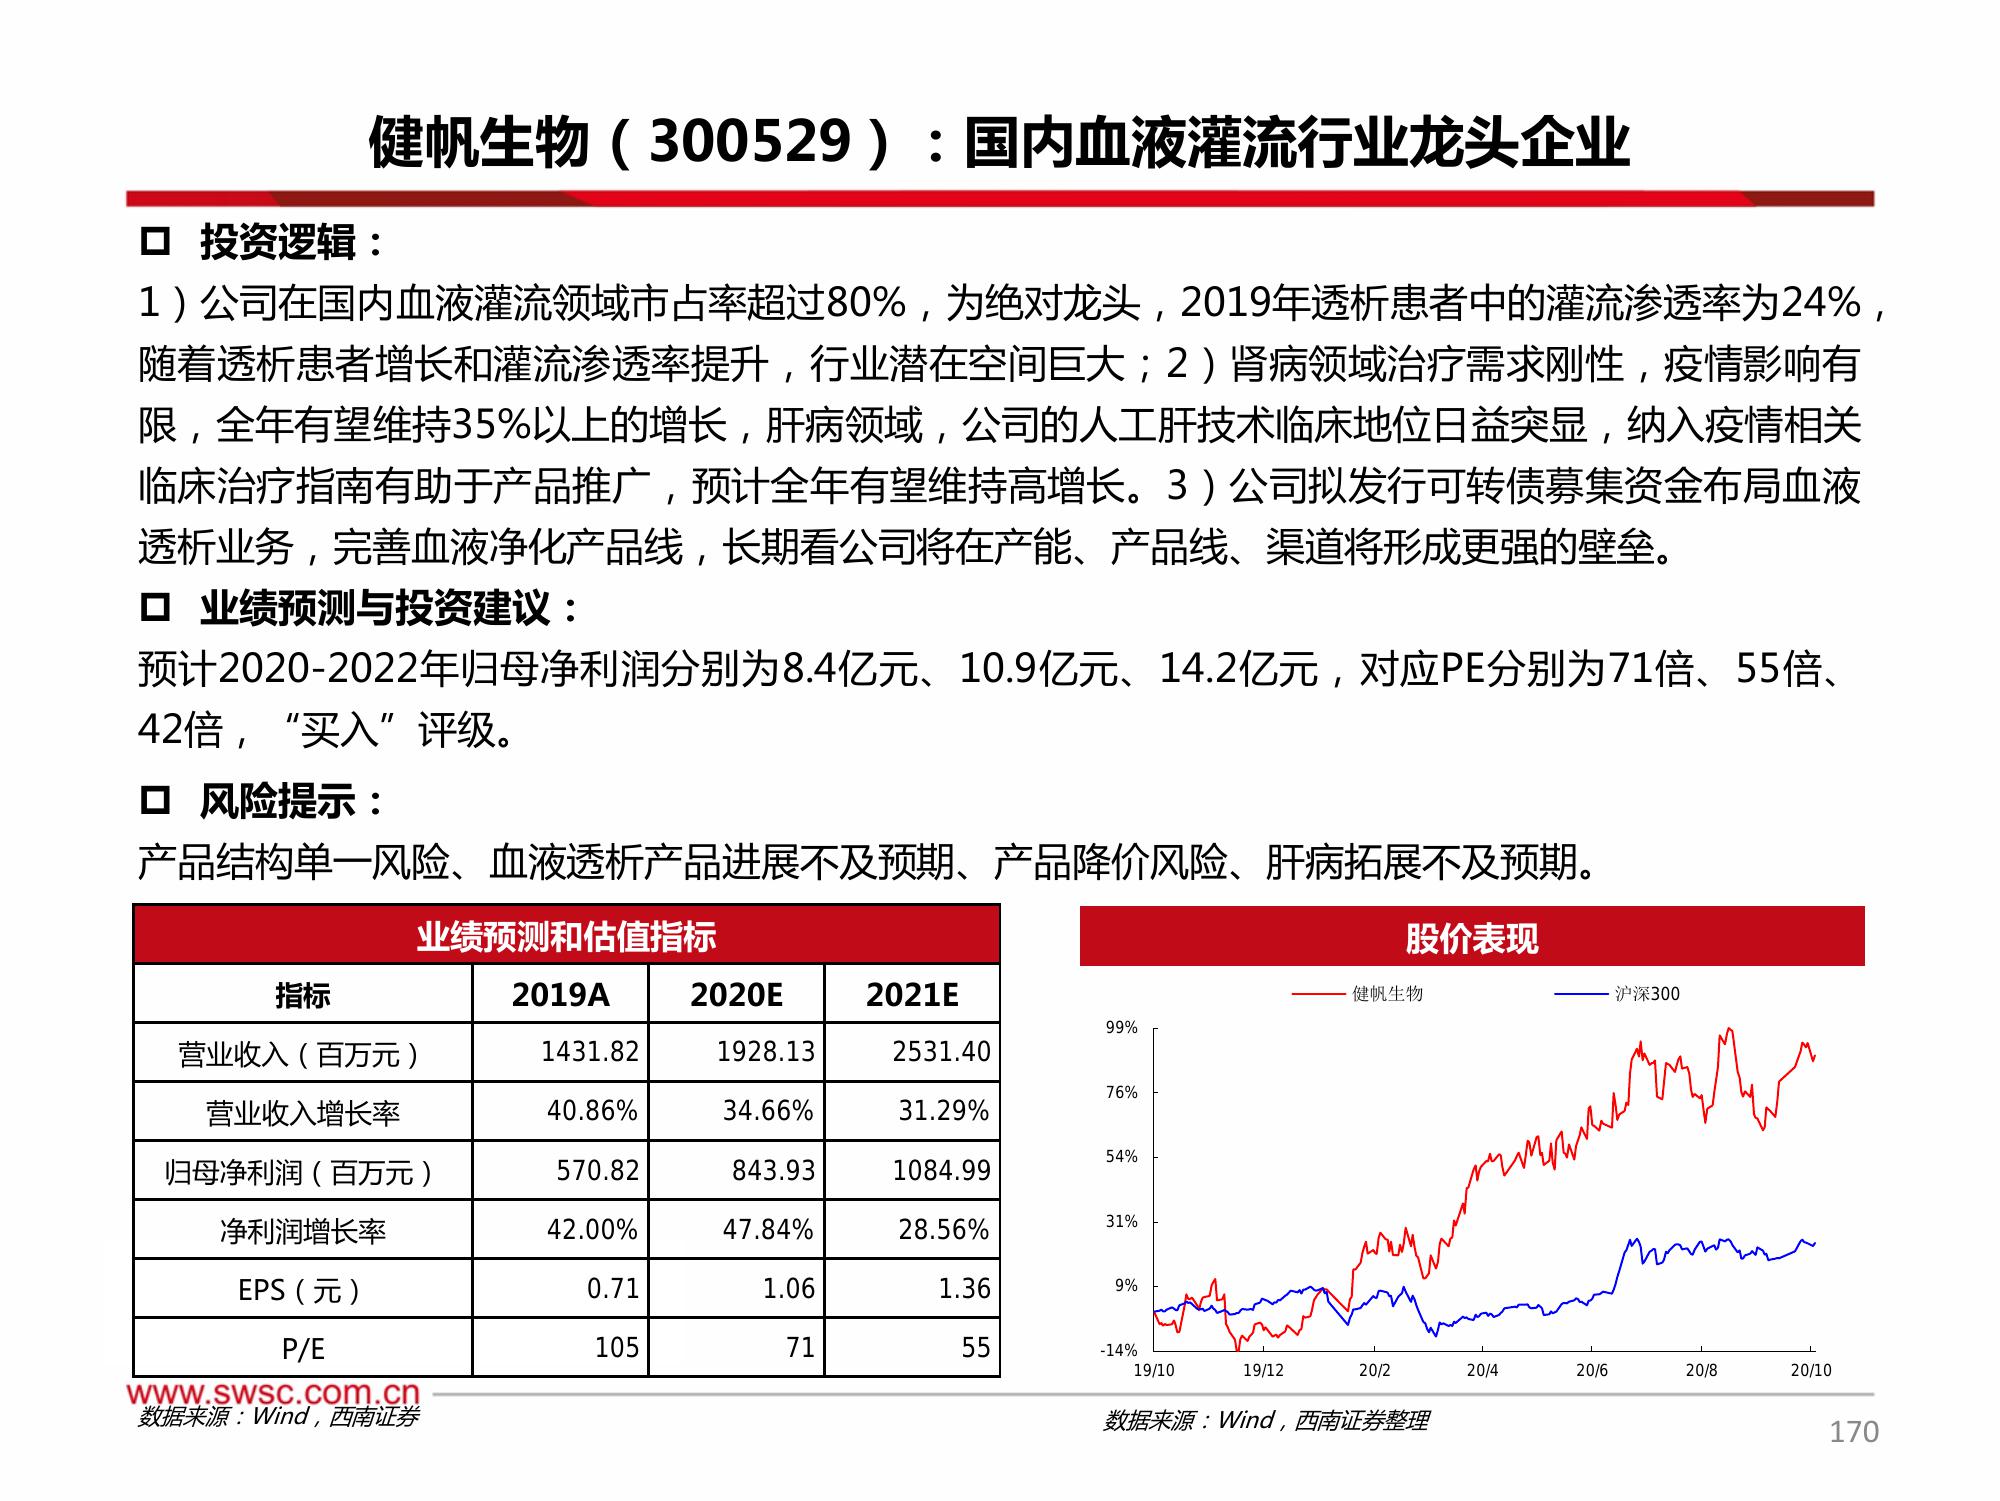 健帆生物（300529）：国内血液灌流行业龙头企业
投资逻辑：
1）公司在国内血液灌流领域市占率超过80%，为绝对龙头，2019年透析患者中的灌流渗透率为24%，
随着透析患者增长和灌流渗透率提升，行业潜在空间巨大；2）肾病领域治疗需求刚性，疫情影响有
限，全年有望维持35%以上的增长，肝病领域，公司的人工肝技术临床地位日益突显，纳入疫情相关
临床治疗指南有助于产品推广，预计全年有望维持高增长。3）公司拟发行可转债募集资金布局血液
透析业务，完善血液净化产品线，长期看公司将在产能、产品线、渠道将形成更强的壁垒。
业绩预测与投资建议：
预计2020-2022年归母净利润分别为8.4亿元、10.9亿元、14.2亿元，对应PE分别为71倍、55倍、
42倍，“买入”评级。
风险提示：
产品结构单一风险、血液透析产品进展不及预期、产品降价风险、肝病拓展不及预期。
业绩预测和估值指标
指标 2019A 2020E 2021E
营业收入（百万元） 1431.82 1928.13 2531.40
营业收入增长率 40.86% 34.66% 31.29%
归母净利润（百万元） 570.82 843.93 1084.99
净利润增长率 42.00% 47.84% 28.56%
EPS（元） 0.71 1.06 1.36
P/E 105 71 55
股价表现
健帆生物 沪深300
99%
76%
54%
31%
9%
-14%
19/10 19/12 20/2 20/4 20/6 20/8 20/10
www.swsc.com.cn
数据来源：Wind，西南证券
数据来源：Wind，西南证券整理
170